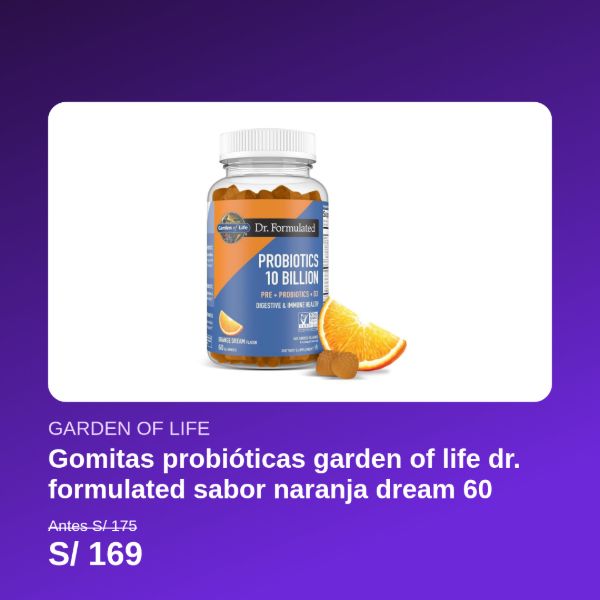 Garden of Life
Dr. Formulated
PROBIOTICS
10 BILLION
PRE + PROBIOTICS + D3
DIGESTIVE & IMMUNE HEALTH
ORANGE DREAM FLAVOR
60
GARDEN OF LIFE
Gomitas probióticas garden of life dr.
formulated sabor naranja dream 60
Antes S/ 175
S/ 169